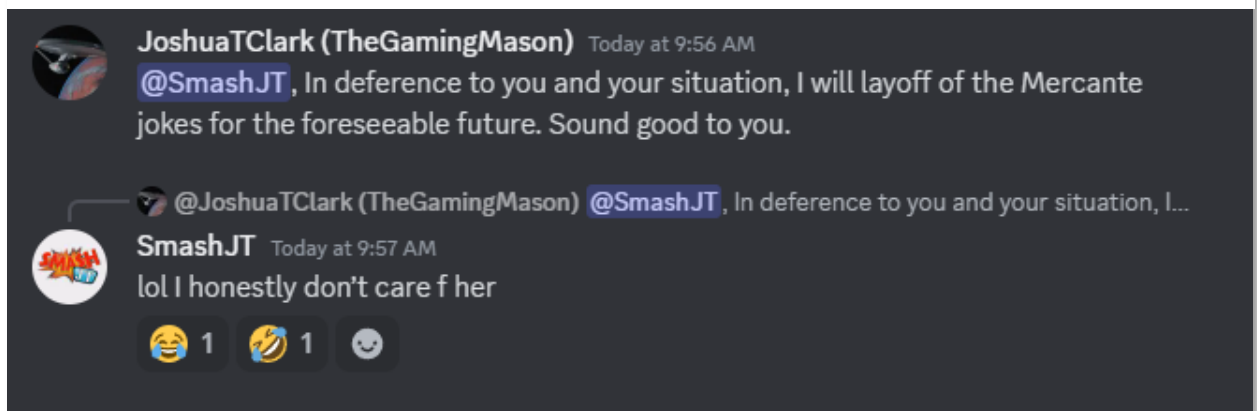 JoshuaTClark (TheGamingMason) Today at 9:56 AM
@SmashJT, In deference to you and your situation, I will layoff of the Mercante
jokes for the foreseeable future. Sound good to you.
@JoshuaTClark (TheGamingMason) @SmashJT, In deference to you and your situation, I...
SMASH JT
SmashJT Today at 9:57 AM
lol I honestly don’t care f her
1 1